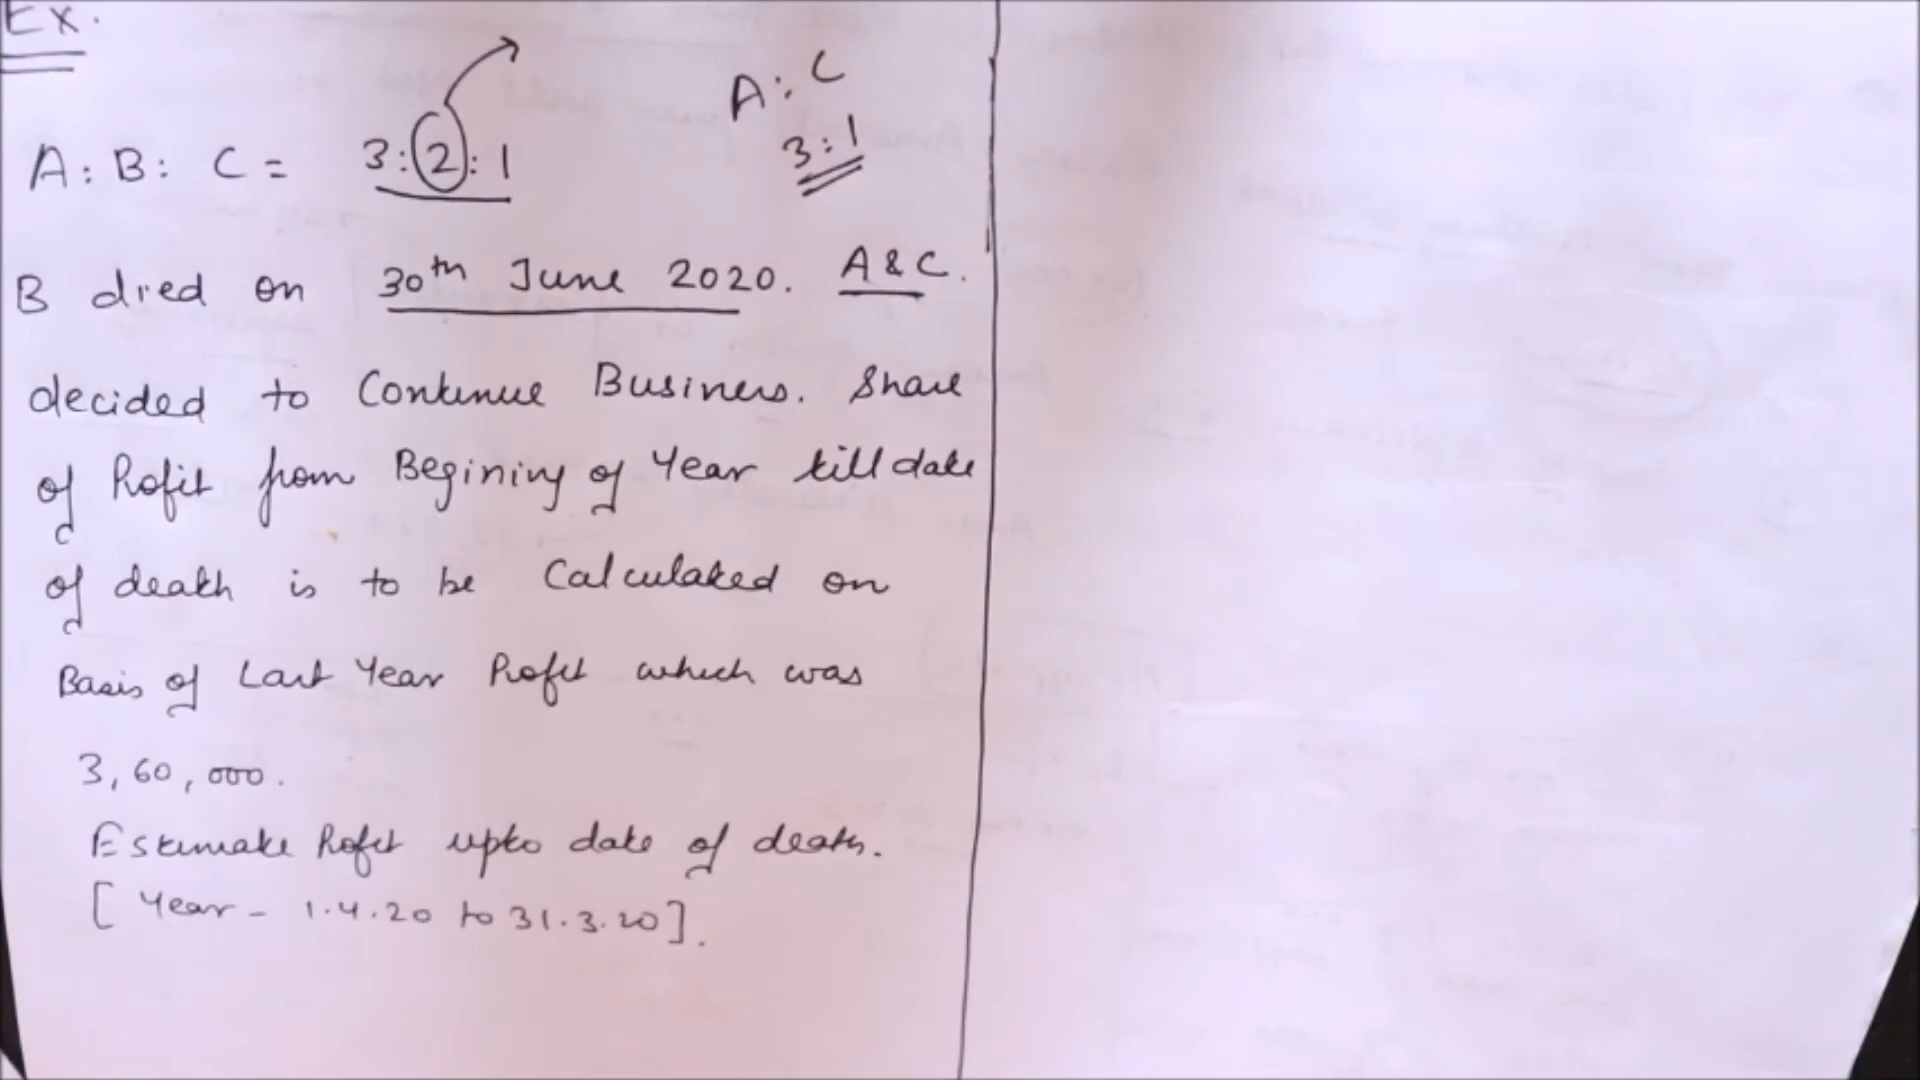 Ex.
A:B: C= 3:2:1
A:C
3:1
B died on 30th June 2020. A&C.
decided to Continue Business. Share
of Profit from Begining of Year till date
of death is to be Calculated on
Basis of Last Year Profit which was
3,60,000.
Estimate Profit upto date of death.
[Year- 1.4.20 to 31.3.20].